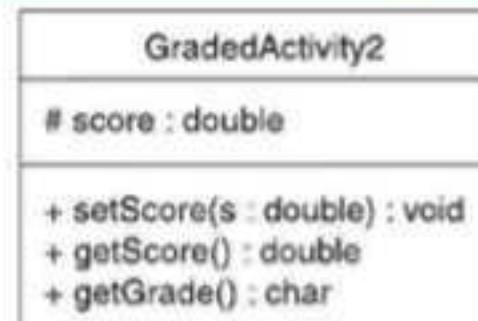 GradedActivity2
# score : double
+ setScore(s : double) : void
+ getScore() : double
+ getGrade() : char